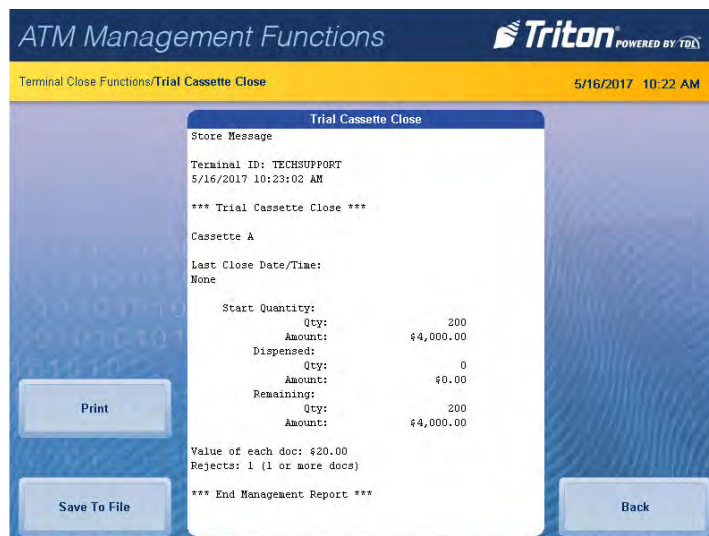 ATM Management Functions
Triton POWERED BY TDL
Terminal Close Functions/Trial Cassette Close
5/16/2017 10:22 AM
Trial Cassette Close
Store Message
Terminal ID: TECHSUPPORT
5/16/2017 10:23:02 AM
*** Trial Cassette Close ***
Cassette A
Last Close Date/Time:
None
Start Quantity:
Qty: 200
Amount: $4,000.00
Dispensed:
Qty: 0
Amount: $0.00
Remaining:
Qty: 200
Amount: $4,000.00
Value of each doc: $20.00
Rejects: 1 (1 or more docs)
*** End Management Report ***
Print
Save To File
Back